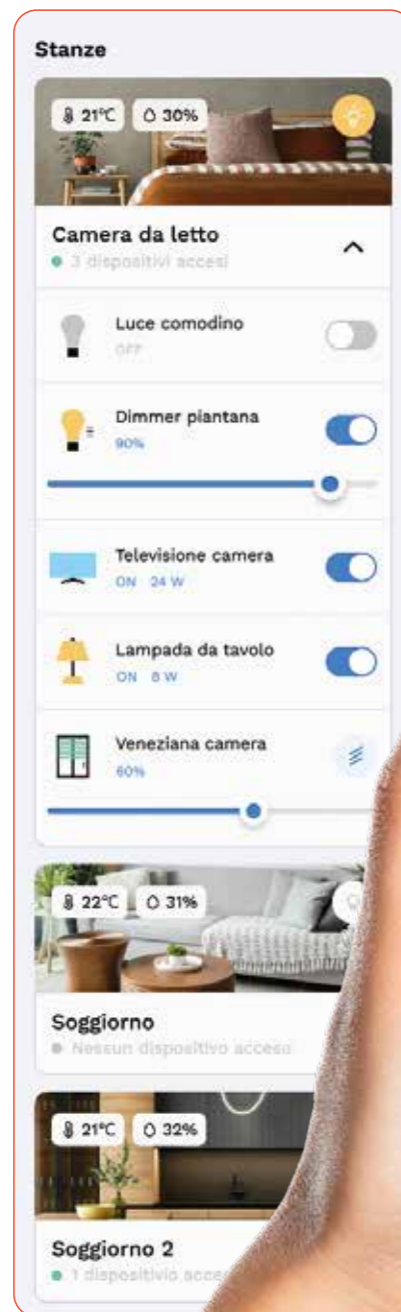 Stanze
21°C 30%
Camera da letto
3 dispositivi accesi
Luce comodino
OFF
Dimmer piantana
90%
Televisione camera
ON 24 W
Lampada da tavolo
ON 8 W
Veneziana camera
60%
22°C 31%
Soggiorno
Nessun dispositivo acceso
21°C 32%
Soggiorno 2
1 dispositivio